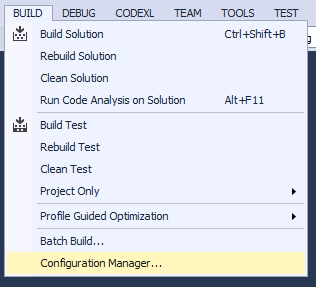 BUILD DEBUG CODEXL TEAM TOOLS TEST
Build Solution Ctrl+Shift+B
Rebuild Solution
Clean Solution
Run Code Analysis on Solution Alt+F11
Build Test
Rebuild Test
Clean Test
Project Only
Profile Guided Optimization
Batch Build...
Configuration Manager...